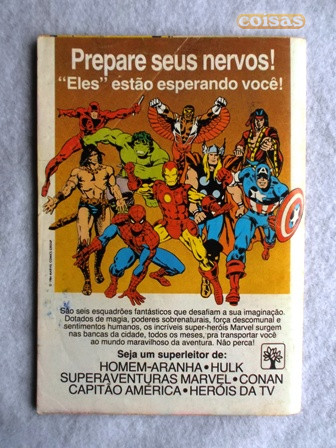 coisas
Prepare seus nervos!
“Eles” estão esperando você!
São seis esquadrões fantásticos que desafiam a sua imaginação.
Dotados de magia, poderes sobrenaturais, força descomunal e
sentimentos humanos, os incríveis super-heróis Marvel surgem
nas bancas da cidade, todos os meses, pra transportar você
ao mundo maravilhoso da aventura. Não perca!
Seja um superleitor de:
HOMEM-ARANHA • HULK
SUPERAVENTURAS MARVEL • CONAN
CAPITÃO AMÉRICA • HERÓIS DA TV